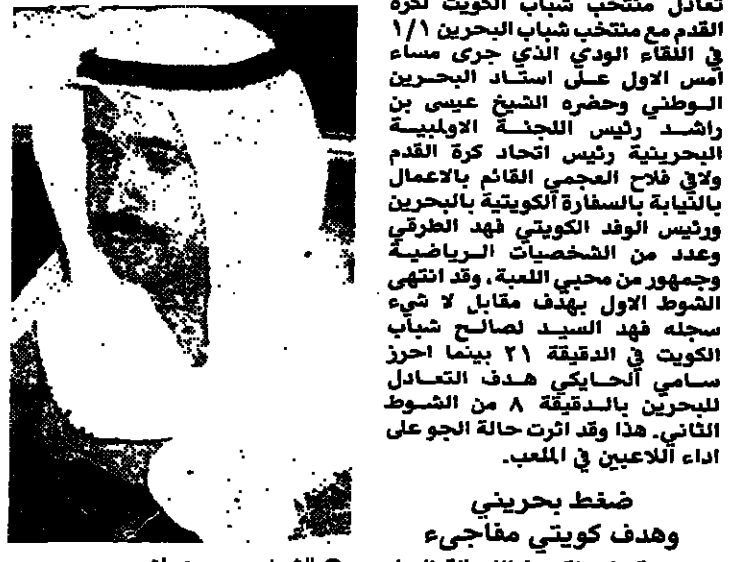 تعادل منتخب شباب الكويت لكرة
القدم مع منتخب شباب البحرين ١/١
في اللقاء الودي الذي جرى مساء
أمس الاول على استاد البحرين
الوطني وحضره الشيخ عيسى بن
راشد رئيس اللجنة الاولمبية
البحرينية رئيس اتحاد كرة القدم
ولافي فلاح العجمي القائم بالاعمال
بالنيابة بالسفارة الكويتية بالبحرين
ورئيس الوفد الكويتي فهد الطرقي
وعدد من الشخصيات الرياضية
وجمهور من محبي اللعبة، وقد انتهى
الشوط الاول بهدف مقابل لا شيء
سجله فهد السيد لصالح شباب
الكويت في الدقيقة ٢١ بينما احرز
سامي الحايكي هدف التعادل
للبحرين بالدقيقة ٨ من الشوط
الثاني. هذا وقد اثرت حالة الجو على
اداء اللاعبين في الملعب.
ضغط بحريني
وهدف كويتي مفاجىء